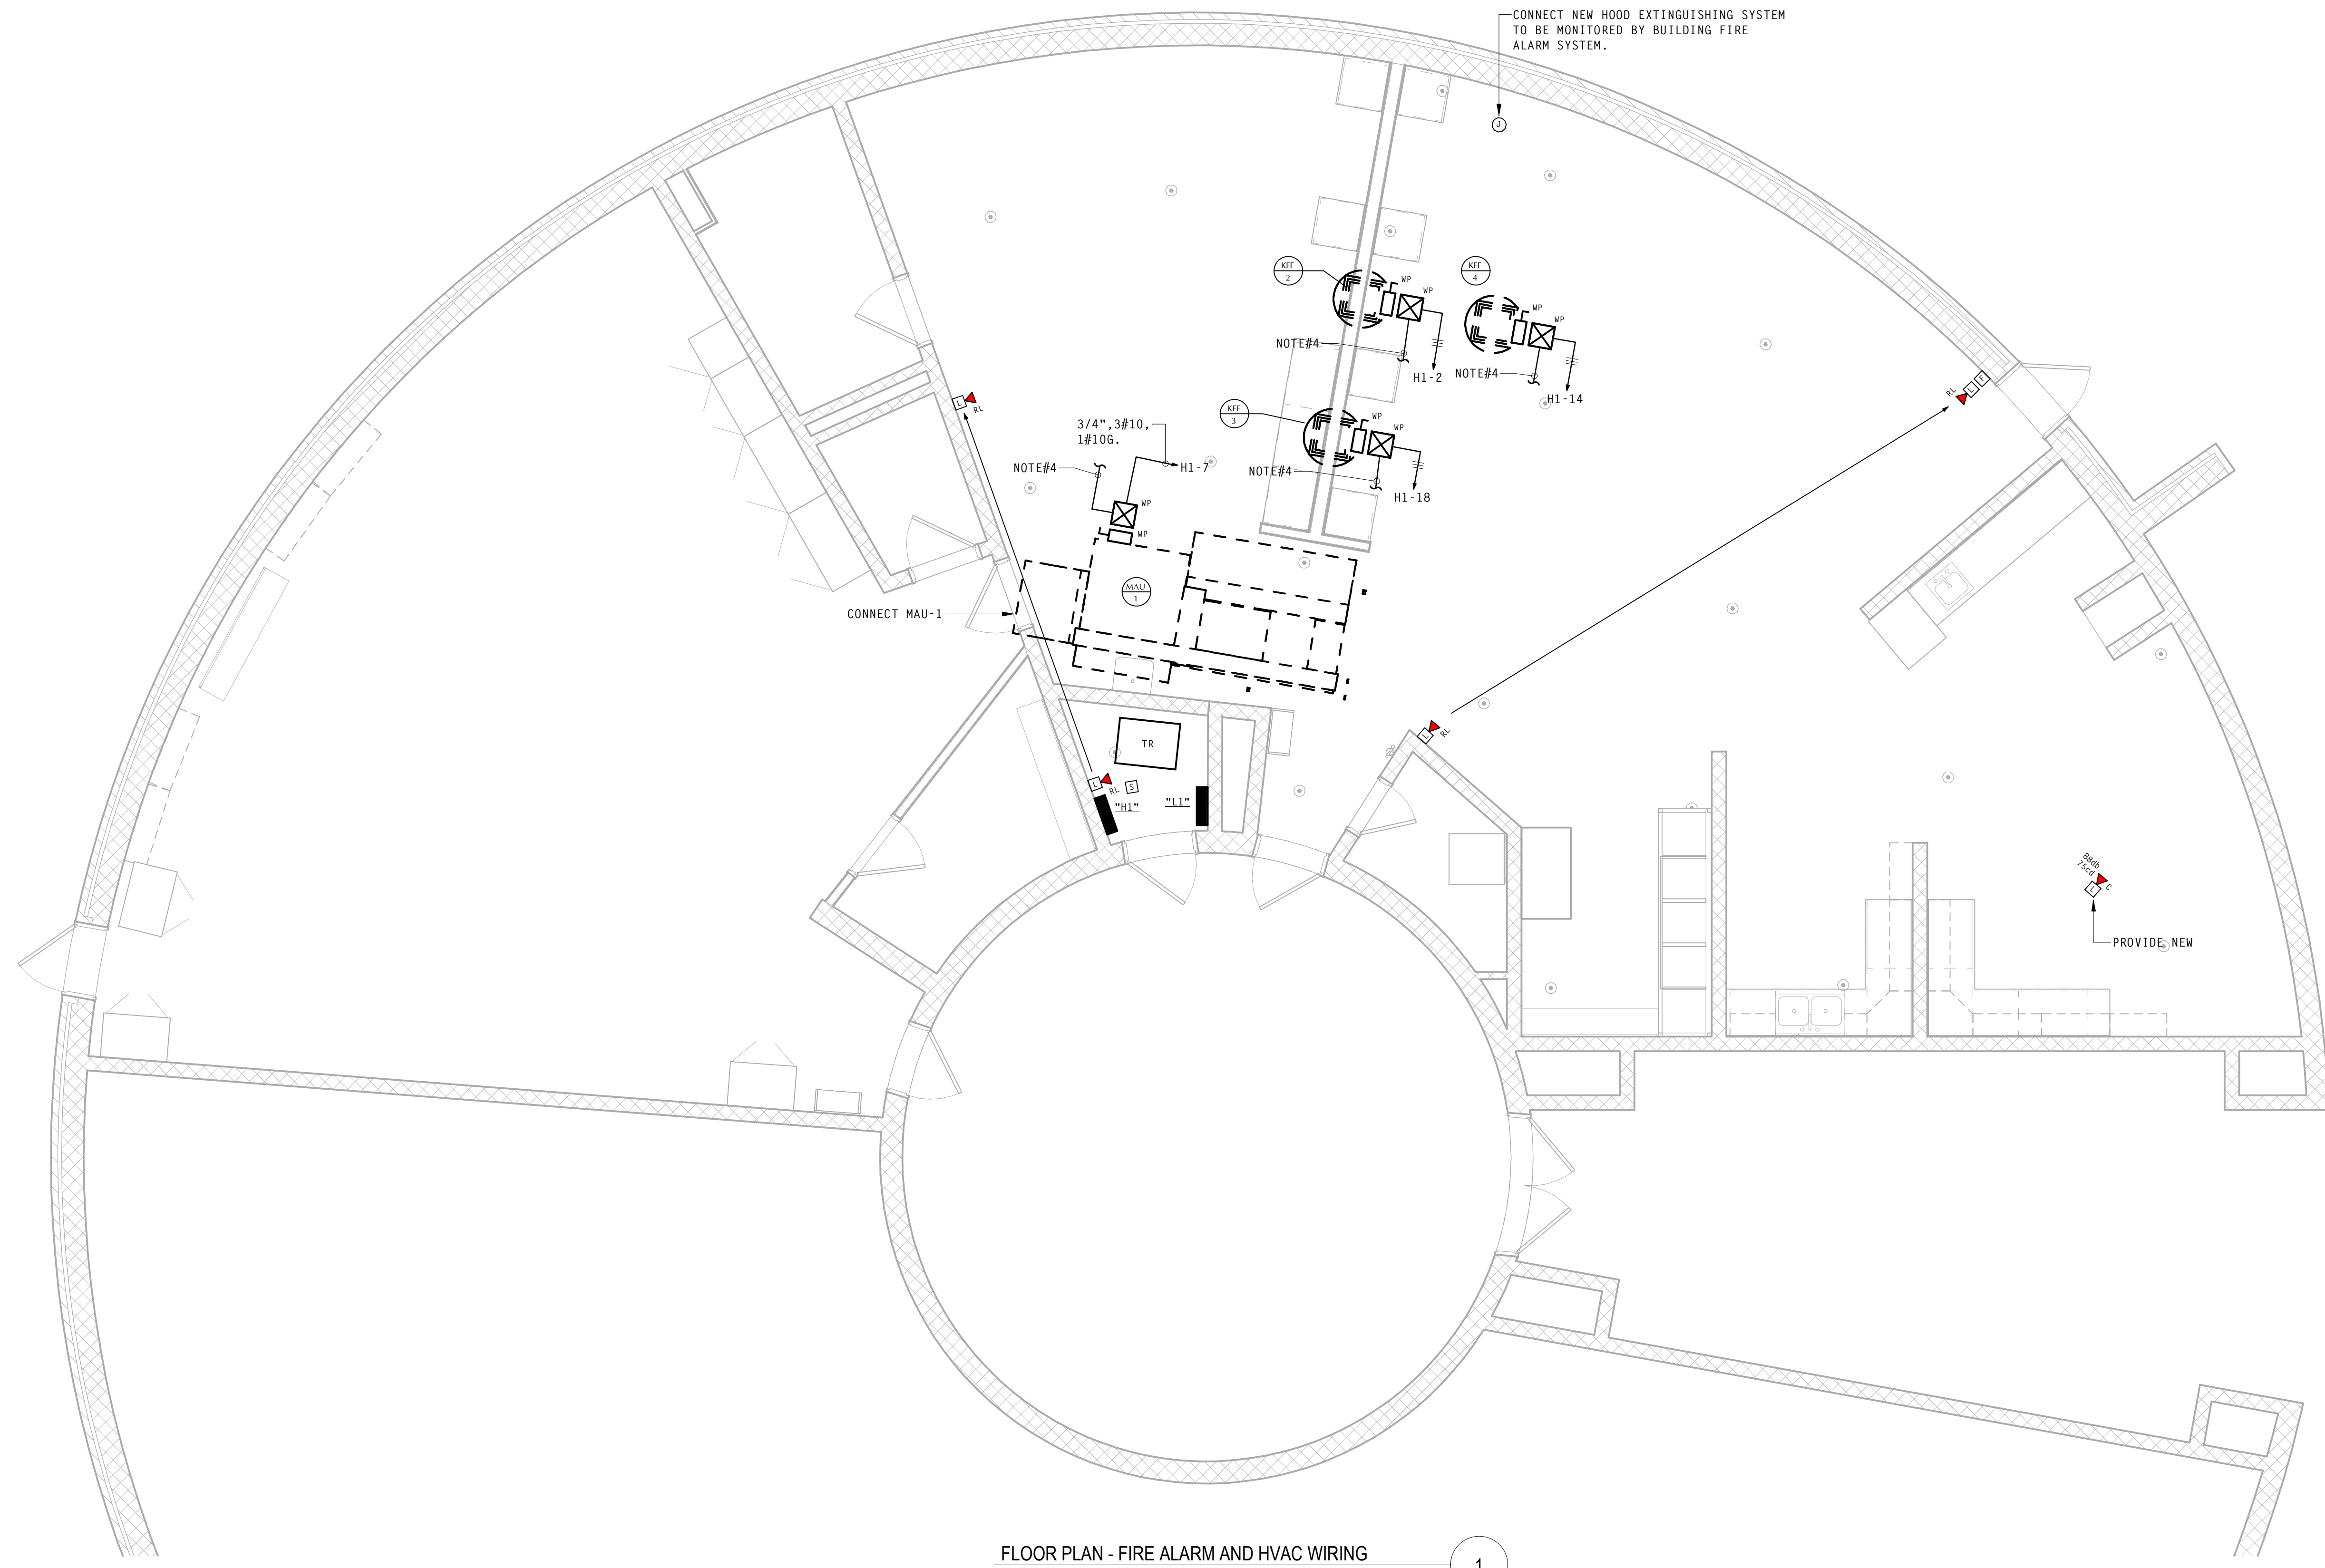 CONNECT NEW HOOD EXTINGUISHING SYSTEM
TO BE MONITORED BY BUILDING FIRE
ALARM SYSTEM.
J
KEF
2
WP
WP
NOTE#4
H1-2
KEF
4
WP
WP
NOTE#4
H1-14
KEF
3
WP
WP
NOTE#4
H1-18
3/4",3#10,
1#10G.
NOTE#4
H1-7
WP
WP
MAU
1
CONNECT MAU-1
L
RL
RL
L
F
L
RL
TR
L
RL
S
"H1"
"L1"
88db
75cd
L
C
PROVIDE NEW
FLOOR PLAN - FIRE ALARM AND HVAC WIRING
1